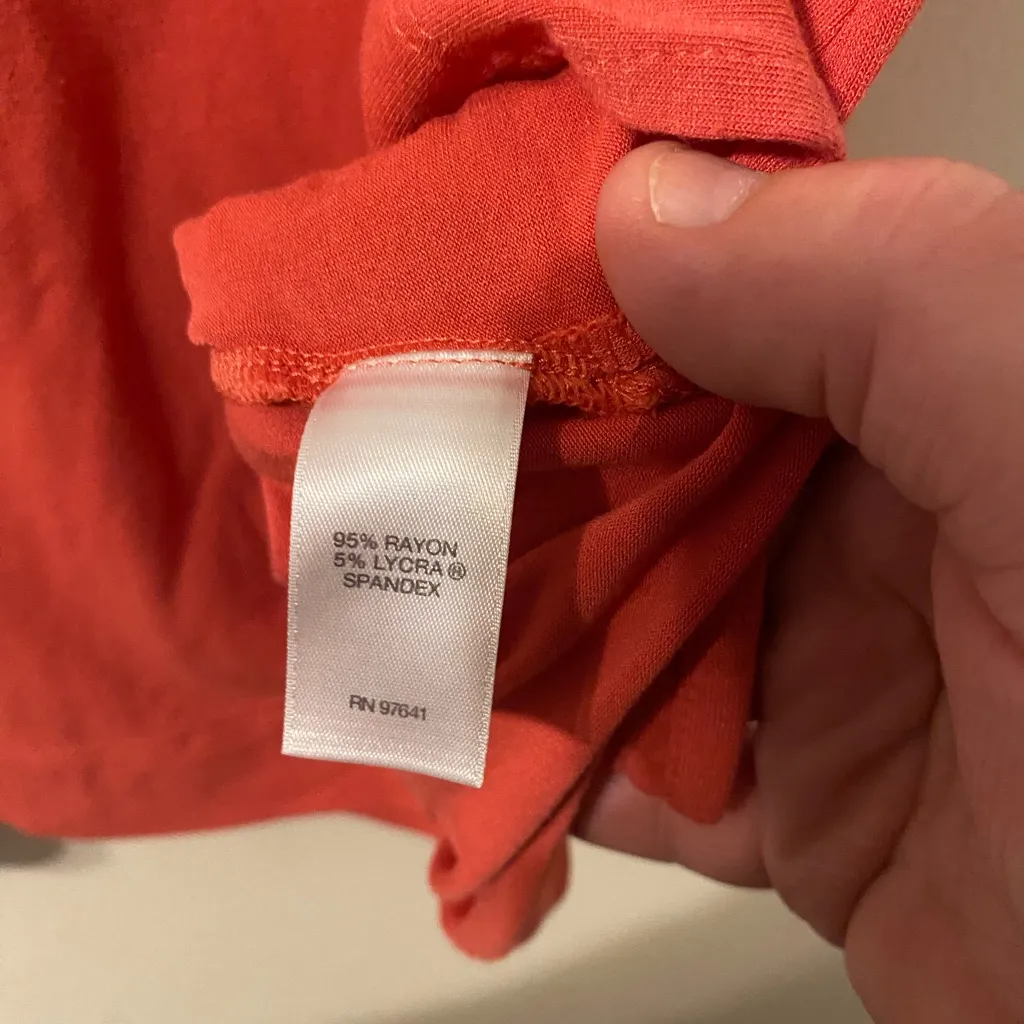 95% RAYON
5% LYCRA ®
SPANDEX
RN 97641